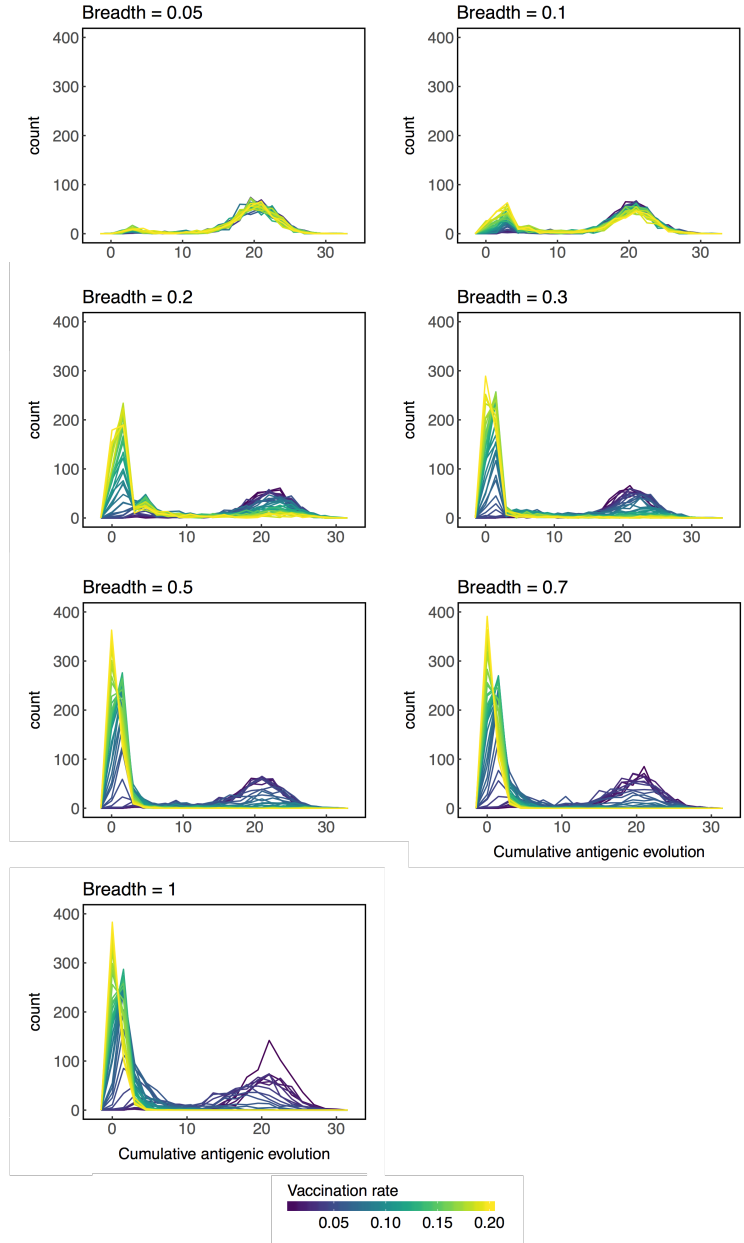 Breadth = 0.05
400
300
200
100
0
count
0 10 20 30
Breadth = 0.1
400
300
200
100
0
count
0 10 20 30
Breadth = 0.2
400
300
200
100
0
count
0 10 20 30
Breadth = 0.3
400
300
200
100
0
count
0 10 20 30
Breadth = 0.5
400
300
200
100
0
count
0 10 20 30
Breadth = 0.7
400
300
200
100
0
count
0 10 20 30
Cumulative antigenic evolution
Breadth = 1
400
300
200
100
0
count
0 10 20 30
Cumulative antigenic evolution
Vaccination rate
0.05 0.10 0.15 0.20